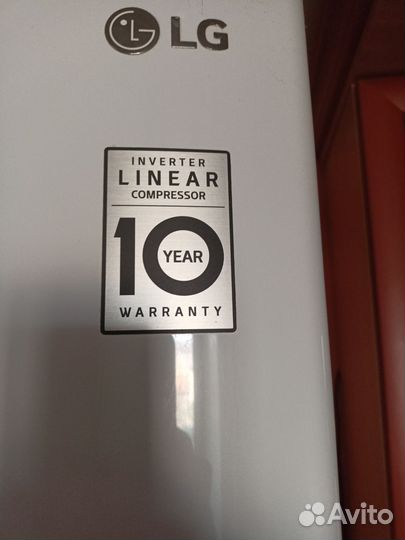 LG
INVERTER
LINEAR
COMPRESSOR
10 YEAR
WARRANTY
Avito